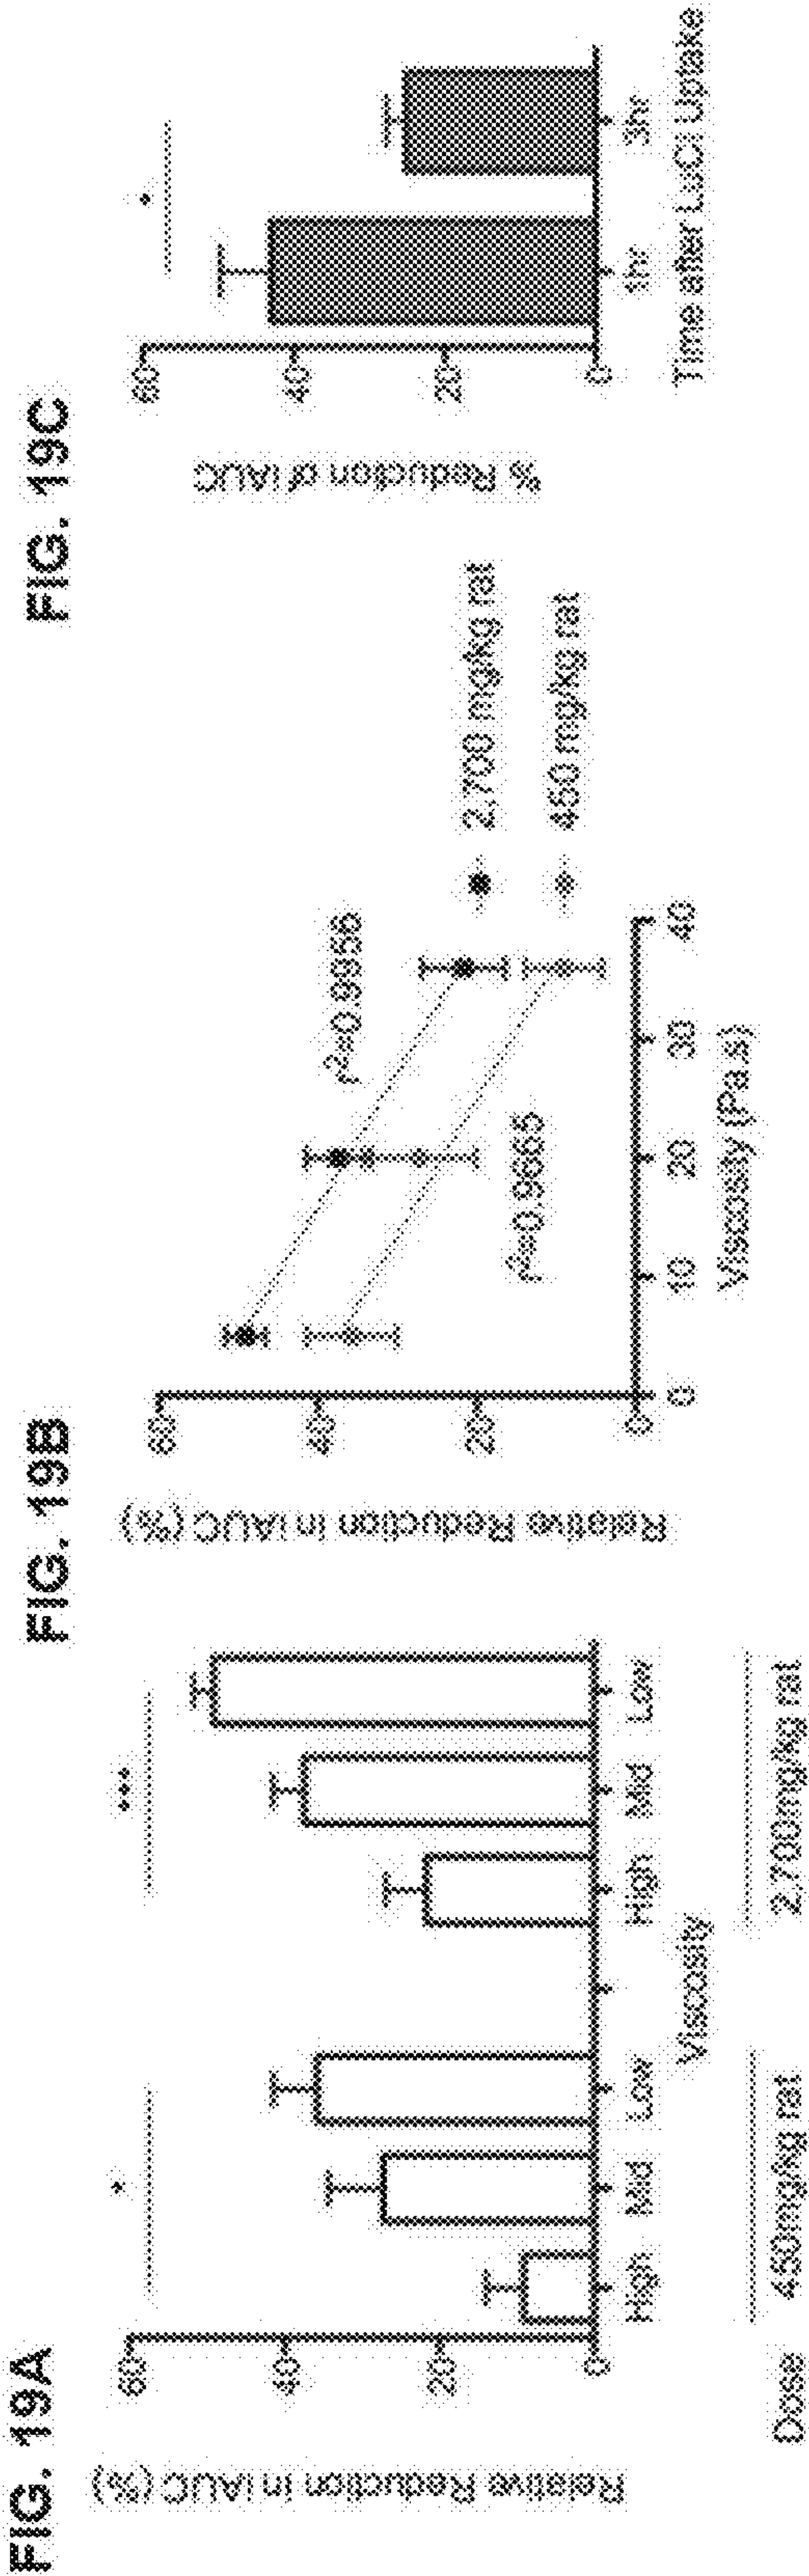 FIG. 19A
Relative Reduction in iAUC (%)
60
40
20
0
*
***
High
Mid
Low
High
Mid
Low
Viscosity
Dose
450mg/kg rat
2,700mg/kg rat
FIG. 19B
Relative Reduction in iAUC (%)
60
40
20
0
r²=0.9956
r²=0.9665
0
10
20
30
40
Viscosity (Pa.s)
2,700 mg/kg rat
450 mg/kg rat
FIG. 19C
% Reduction of iAUC
60
40
20
0
*
1hr
3hr
Time after LuCI Uptake